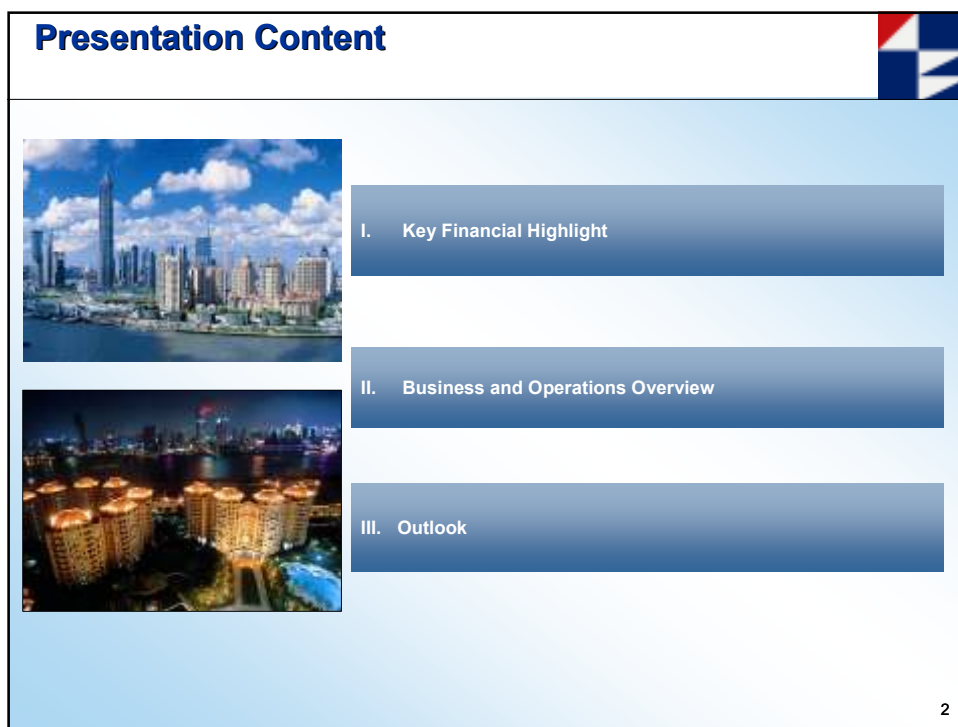 Presentation Content
I. Key Financial Highlight
II. Business and Operations Overview
III. Outlook
2